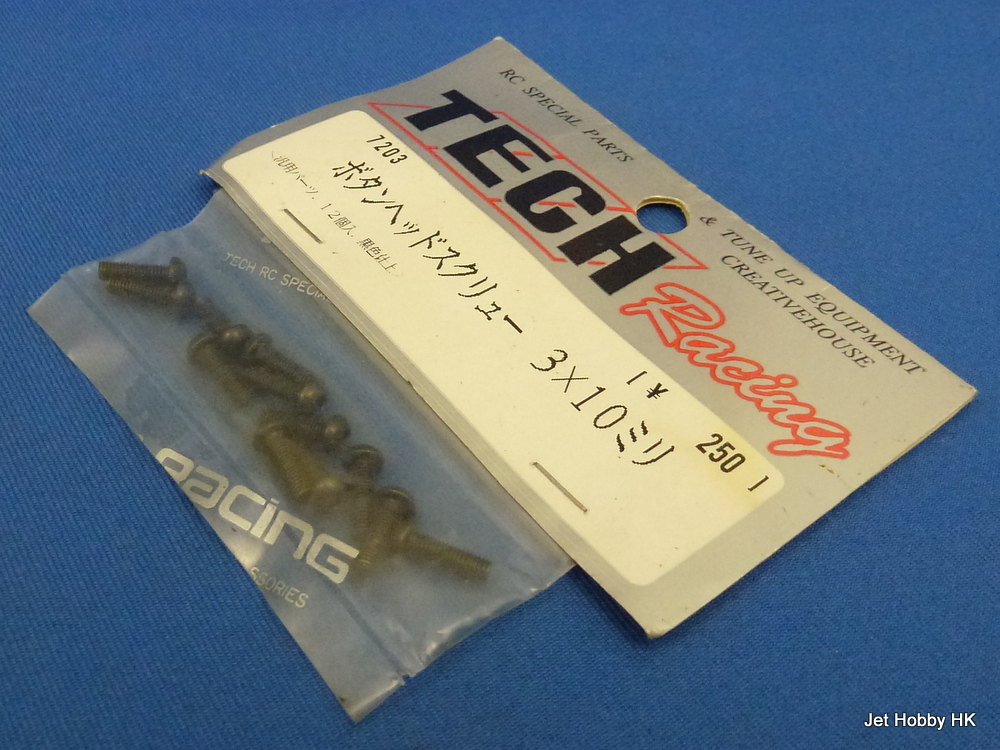 RC SPECIAL PARTS
& TUNE UP EQUIPMENT
CREATIVEHOUSE
TECH
Racing
7203
ボタンヘッドスクリュー 3×10ミリ
<汎用パーツ、12個入、黒色仕上>
¥ 250
TECH RC SPECIA
RACING
SSORIES
Jet Hobby HK